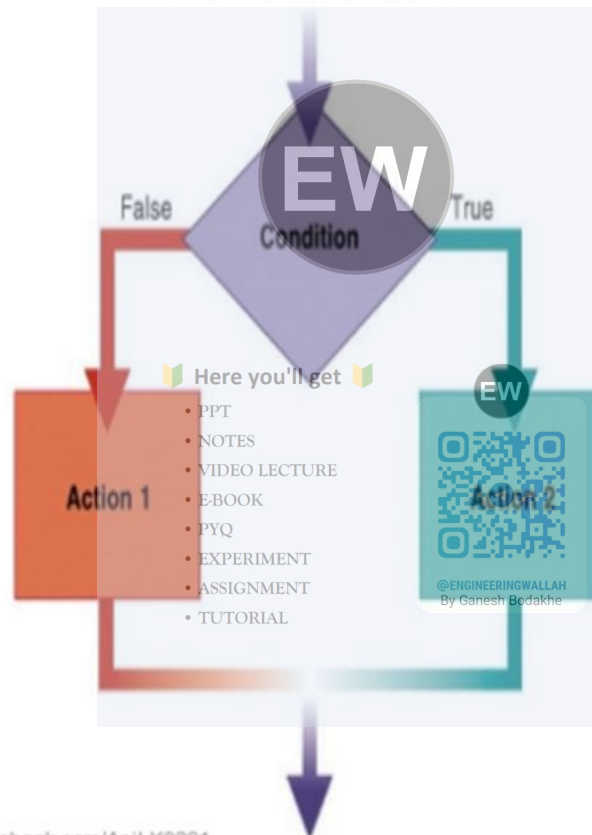 EW
False
True
Condition
🔰 Here you'll get 🔰
EW
• PPT
• NOTES
• VIDEO LECTURE
• E-BOOK
• PYQ
• EXPERIMENT
• ASSIGNMENT
• TUTORIAL
Action 1
Action 2
@ENGINEERINGWALLAH
By Ganesh Bodakhe